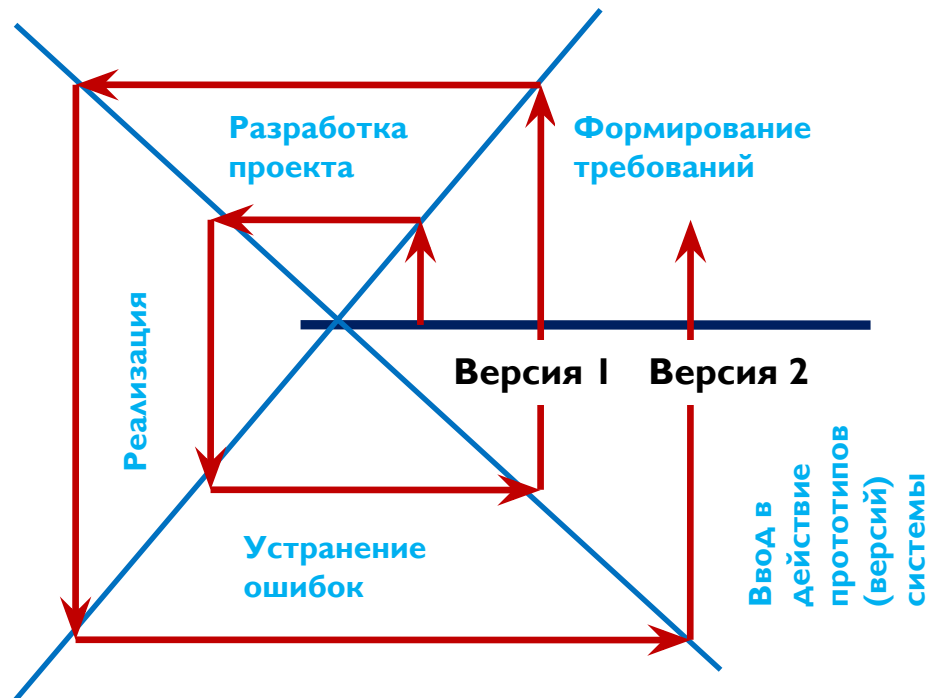 Разработка
проекта
Формирование
требований
Реализация
Версия 1
Версия 2
Устранение
ошибок
Ввод в
действие
прототипов
(версий)
системы